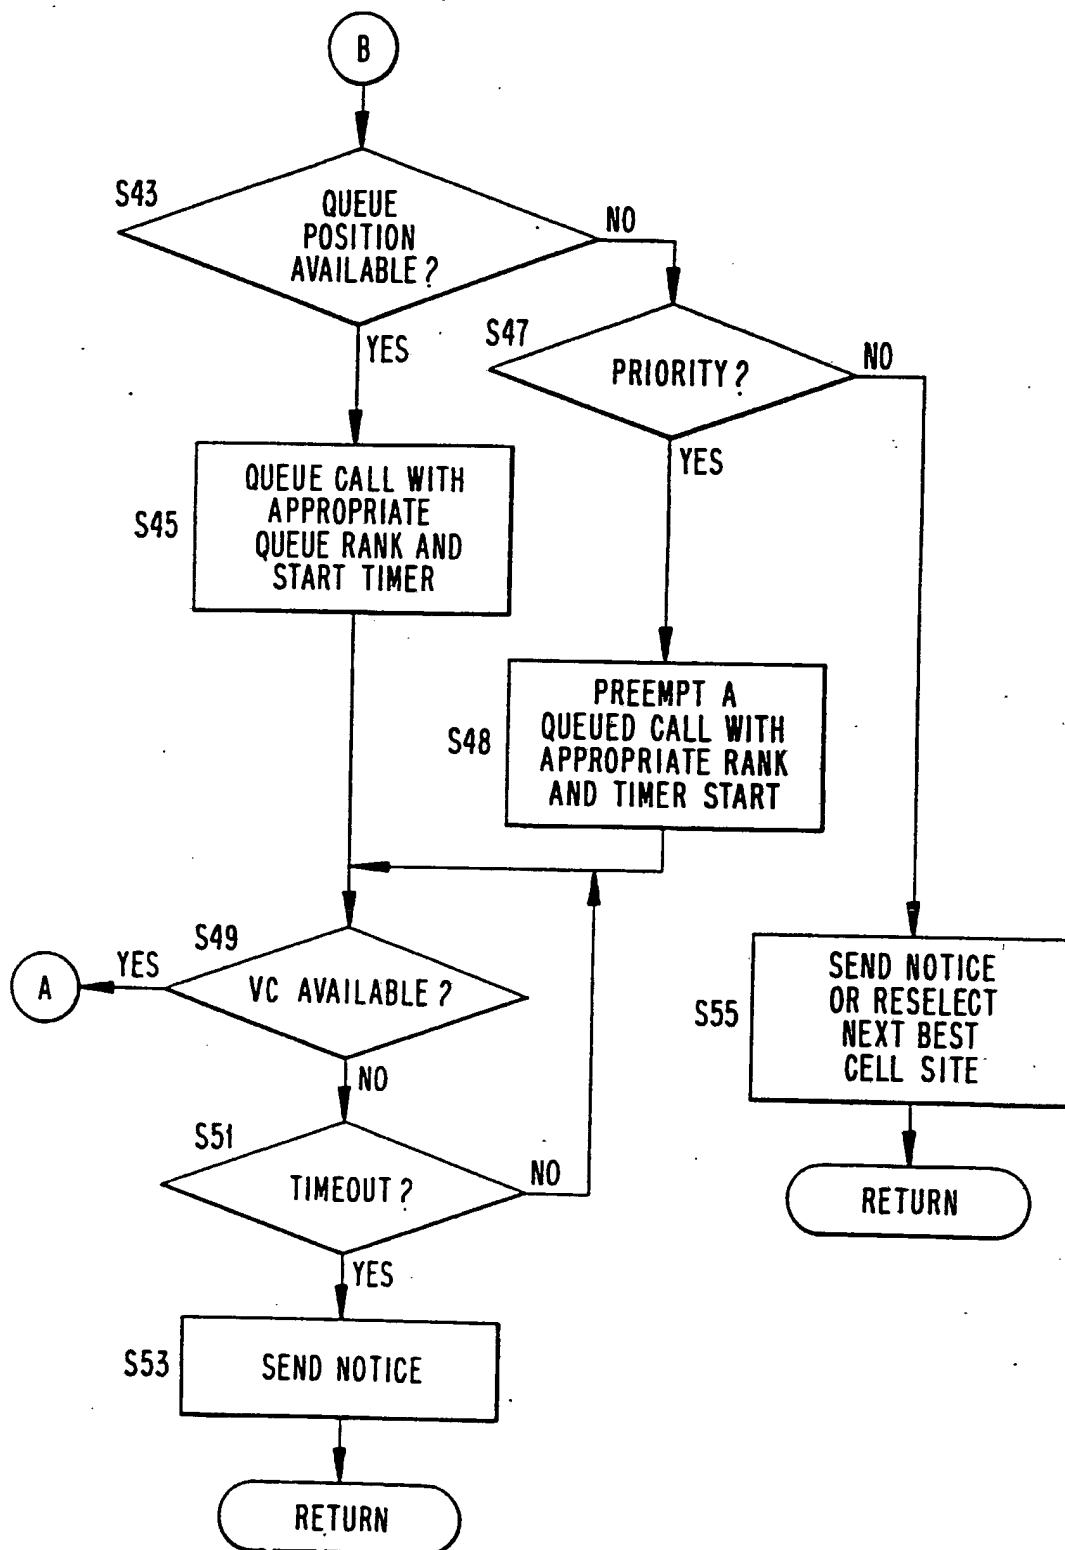 B
S43
QUEUE
POSITION
AVAILABLE?
NO
YES
S47
PRIORITY?
NO
YES
S45
QUEUE CALL WITH
APPROPRIATE
QUEUE RANK AND
START TIMER
S48
PREEMPT A
QUEUED CALL WITH
APPROPRIATE RANK
AND TIMER START
S49
VC AVAILABLE?
YES
A
NO
S55
SEND NOTICE
OR RESELECT
NEXT BEST
CELL SITE
RETURN
S51
TIMEOUT?
NO
YES
S53
SEND NOTICE
RETURN